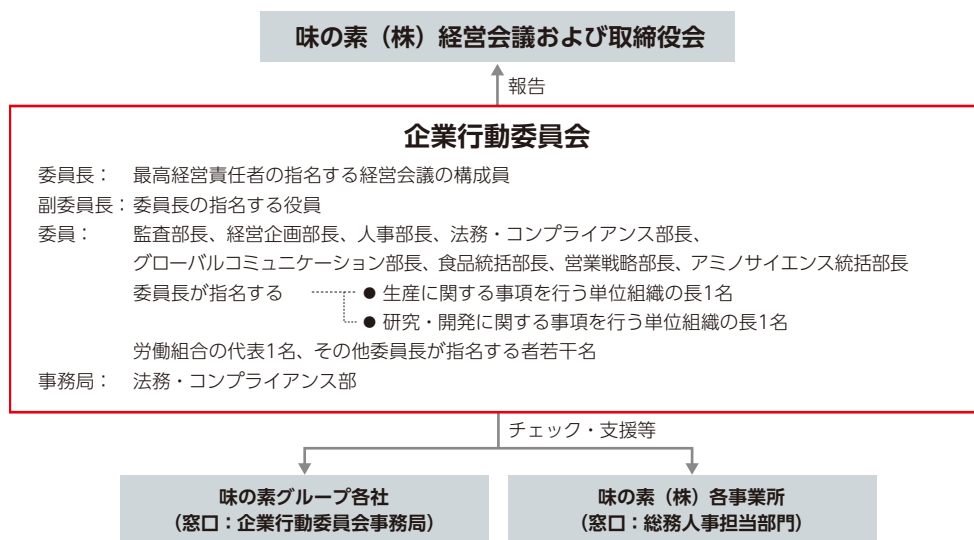 味の素（株）経営会議および取締役会
報告
企業行動委員会
委員長： 最高経営責任者の指名する経営会議の構成員
副委員長：委員長の指名する役員
委員： 監査部長、経営企画部長、人事部長、法務・コンプライアンス部長、
グローバルコミュニケーション部長、食品統括部長、営業戦略部長、アミノサイエンス統括部長
委員長が指名する ● 生産に関する事項を行う単位組織の長1名
● 研究・開発に関する事項を行う単位組織の長1名
労働組合の代表1名、その他委員長が指名する者若干名
事務局： 法務・コンプライアンス部
チェック・支援等
味の素グループ各社
（窓口：企業行動委員会事務局）
味の素（株）各事業所
（窓口：総務人事担当部門）